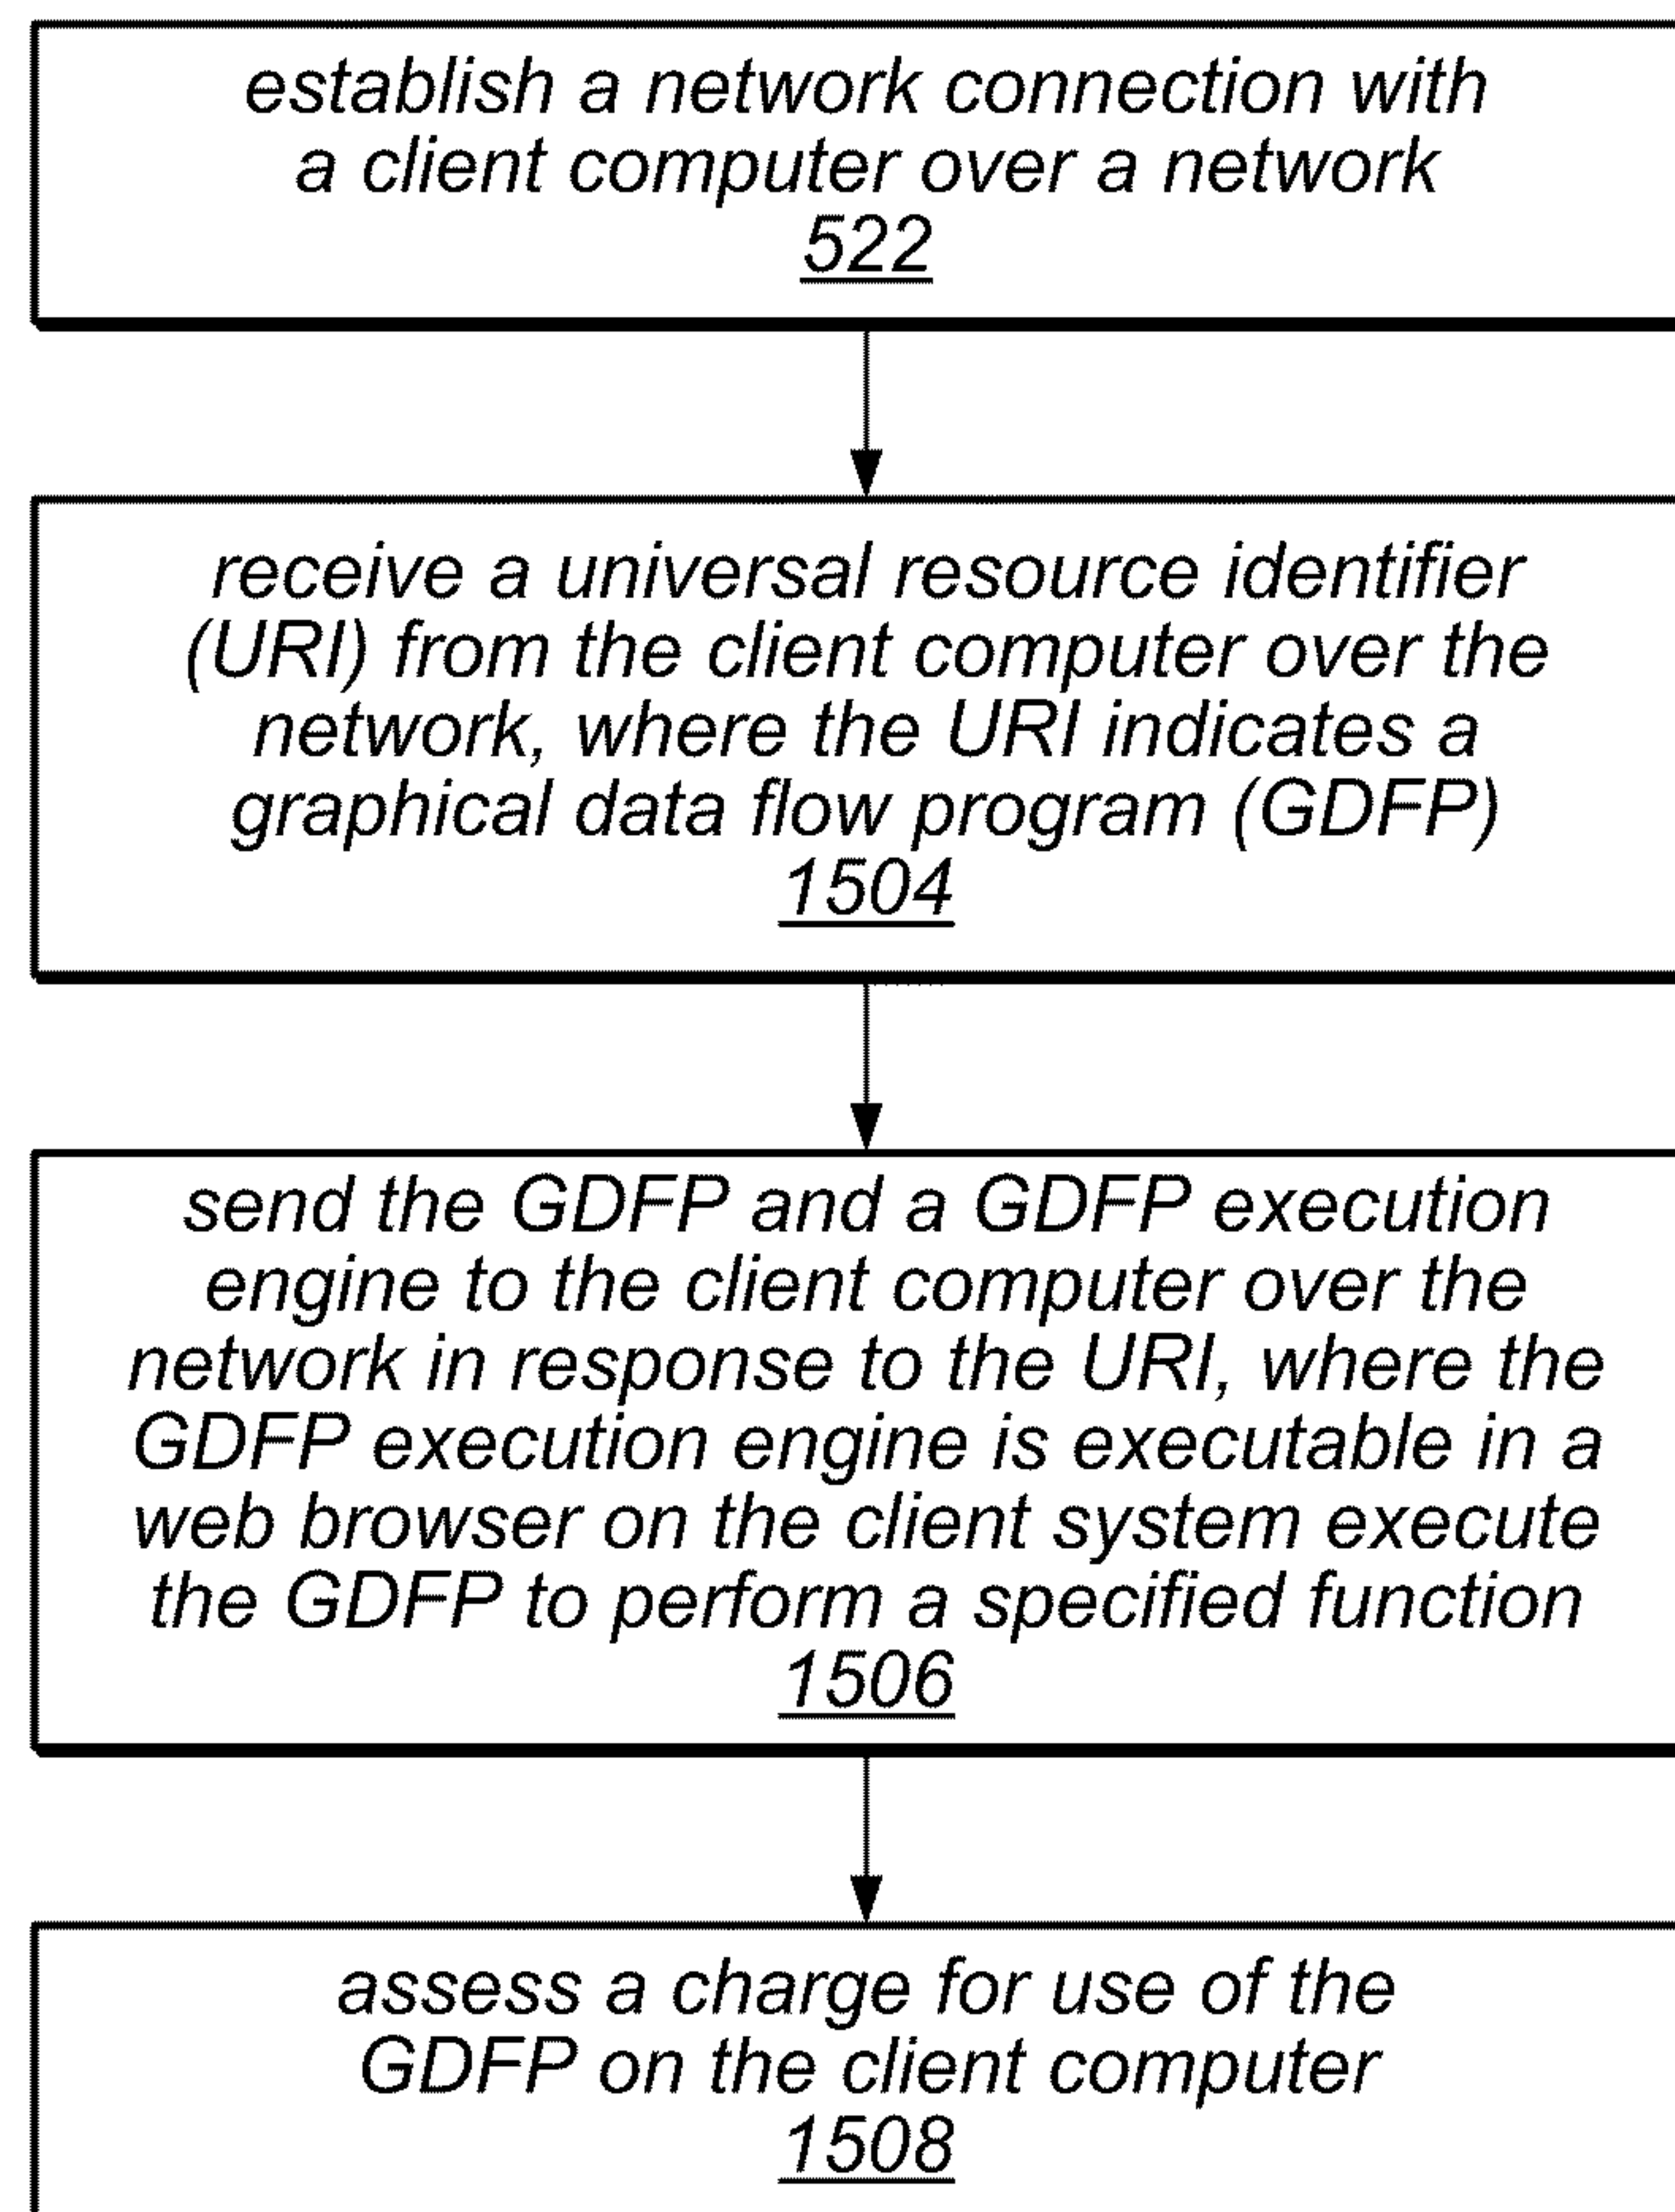 establish a network connection with
a client computer over a network
522
receive a universal resource identifier
(URI) from the client computer over the
network, where the URI indicates a
graphical data flow program (GDFP)
1504
send the GDFP and a GDFP execution
engine to the client computer over the
network in response to the URI, where the
GDFP execution engine is executable in a
web browser on the client system execute
the GDFP to perform a specified function
1506
assess a charge for use of the
GDFP on the client computer
1508